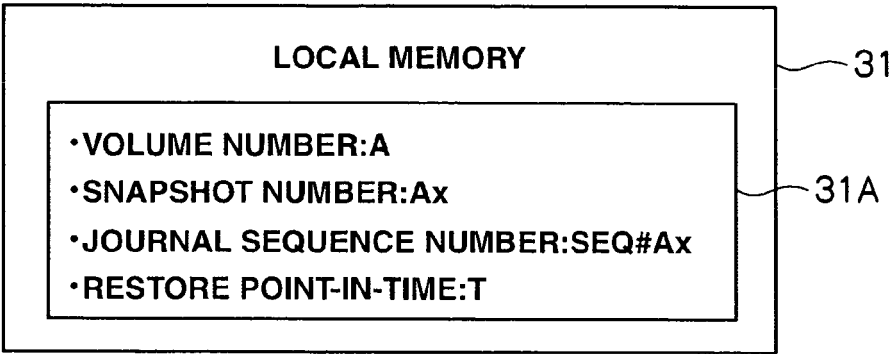 LOCAL MEMORY
31
・VOLUME NUMBER:A
・SNAPSHOT NUMBER:Ax
31A
・JOURNAL SEQUENCE NUMBER:SEQ#Ax
・RESTORE POINT-IN-TIME:T